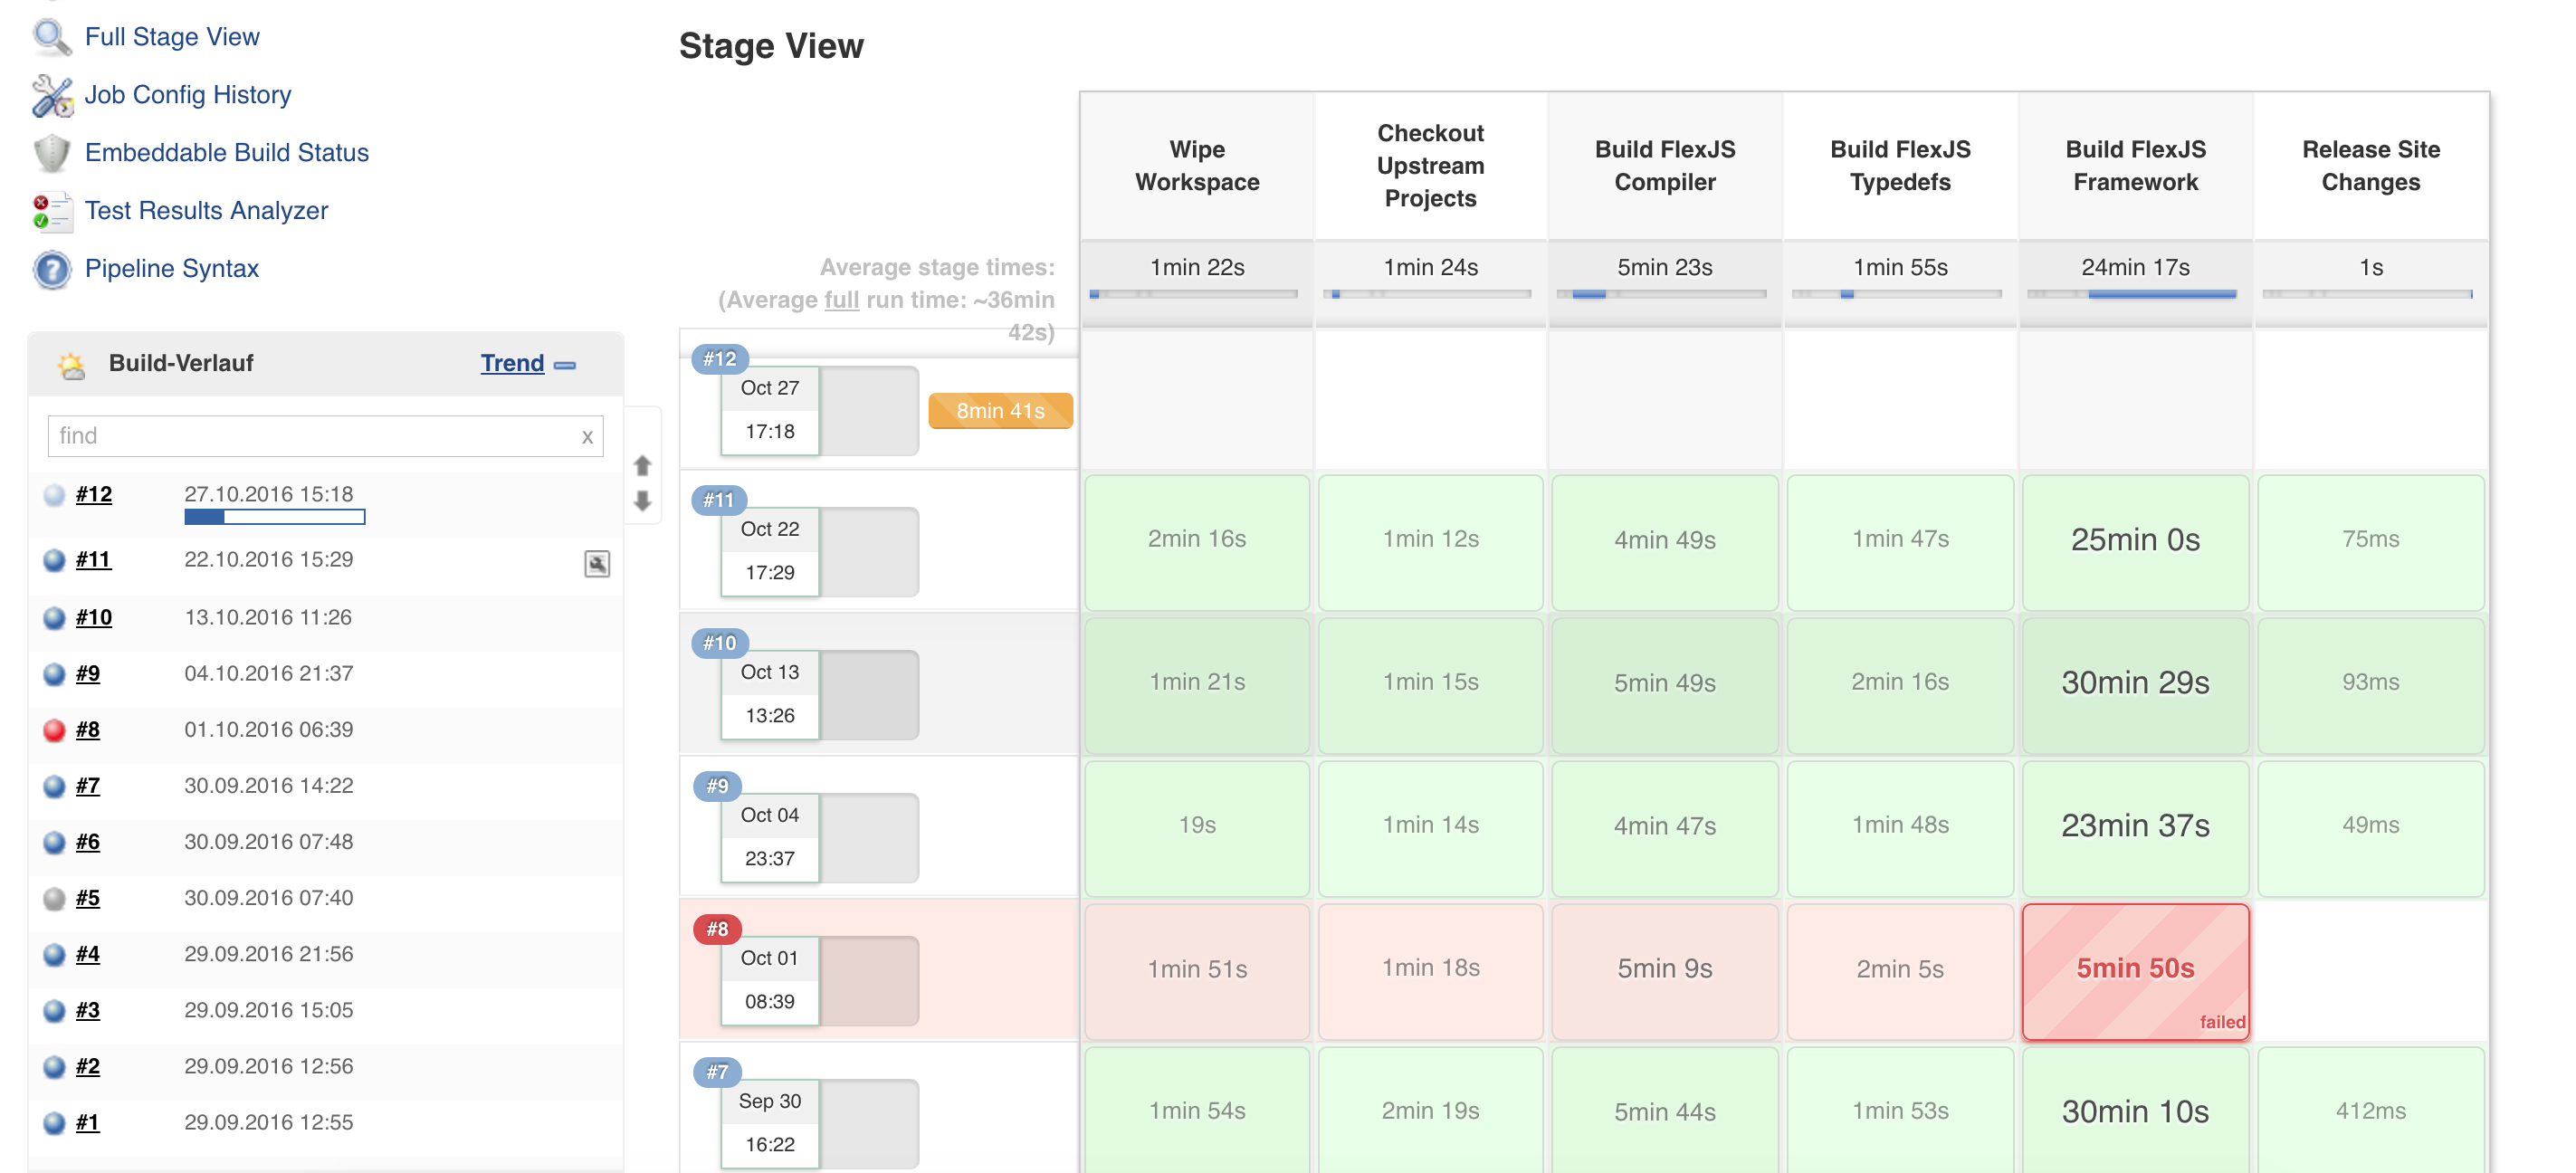 Full Stage View
Job Config History
Embeddable Build Status
Test Results Analyzer
Pipeline Syntax
Build-Verlauf Trend
find x
#12 27.10.2016 15:18
#11 22.10.2016 15:29
#10 13.10.2016 11:26
#9 04.10.2016 21:37
#8 01.10.2016 06:39
#7 30.09.2016 14:22
#6 30.09.2016 07:48
#5 30.09.2016 07:40
#4 29.09.2016 21:56
#3 29.09.2016 15:05
#2 29.09.2016 12:56
#1 29.09.2016 12:55
Stage View
Wipe
Workspace
Checkout
Upstream
Projects
Build FlexJS
Compiler
Build FlexJS
Typedefs
Build FlexJS
Framework
Release Site
Changes
Average stage times:
(Average full run time: ~36min
42s)
1min 22s 1min 24s 5min 23s 1min 55s 24min 17s 1s
#12
Oct 27
17:18
8min 41s
#11
Oct 22
17:29
2min 16s 1min 12s 4min 49s 1min 47s 25min 0s 75ms
#10
Oct 13
13:26
1min 21s 1min 15s 5min 49s 2min 16s 30min 29s 93ms
#9
Oct 04
23:37
19s 1min 14s 4min 47s 1min 48s 23min 37s 49ms
#8
Oct 01
08:39
1min 51s 1min 18s 5min 9s 2min 5s 5min 50s
failed
#7
Sep 30
16:22
1min 54s 2min 19s 5min 44s 1min 53s 30min 10s 412ms